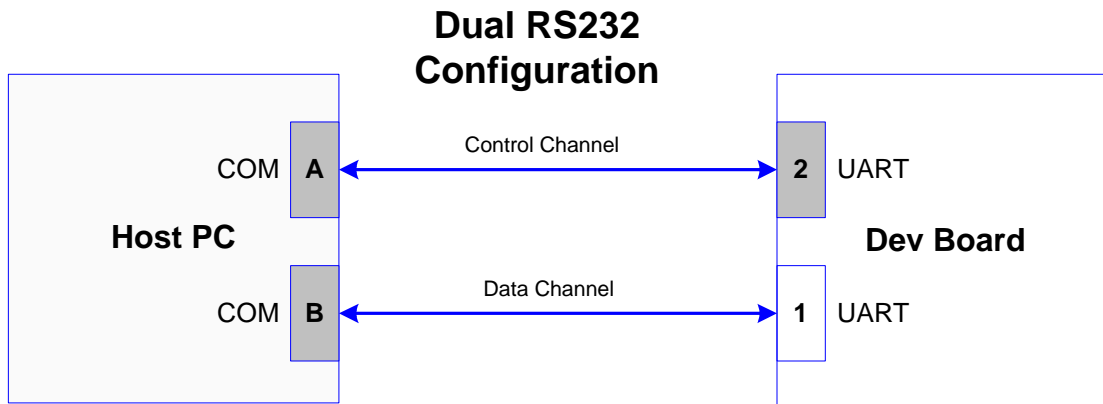 Dual RS232
Configuration
Control Channel
COM A 2 UART
Host PC Dev Board
Data Channel
COM B 1 UART